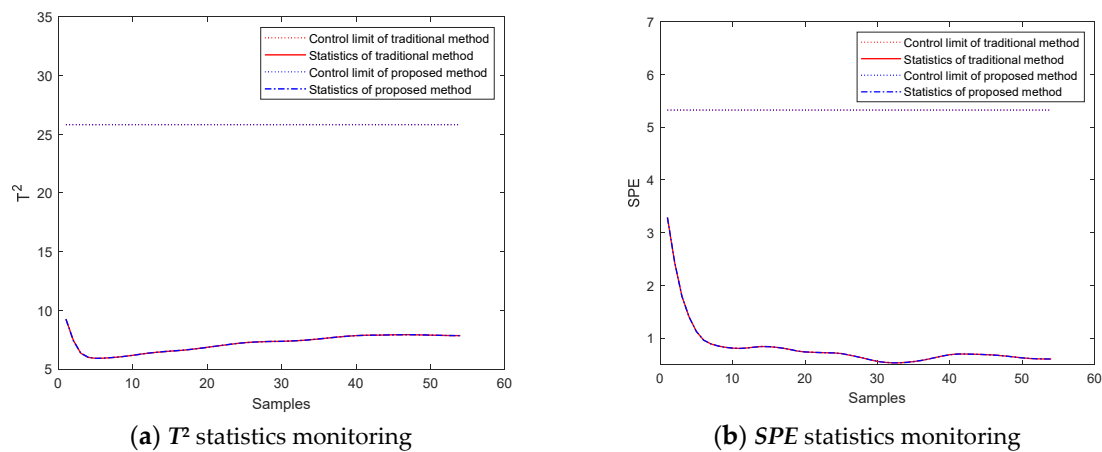 35
30
25
20
15
10
5
T²
0
10
20
30
40
50
60
Samples
Control limit of traditional method
Statistics of traditional method
Control limit of proposed method
Statistics of proposed method
(a) T² statistics monitoring
7
6
5
4
3
2
1
SPE
0
10
20
30
40
50
60
Samples
Control limit of traditional method
Statistics of traditional method
Control limit of proposed method
Statistics of proposed method
(b) SPE statistics monitoring